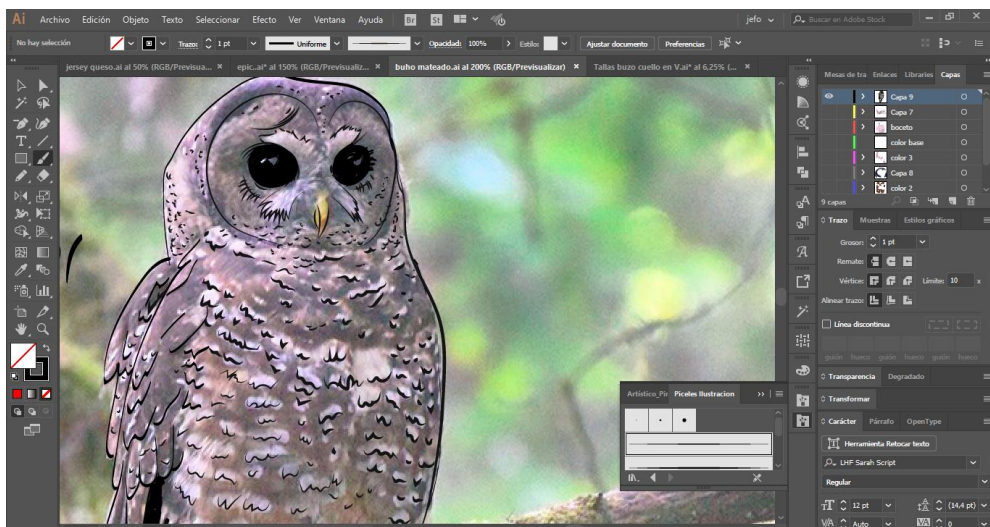 Ai Archivo Edición Objeto Texto Seleccionar Efecto Ver Ventana Ayuda Br St jefo Buscar en Adobe Stock
No hay selección Trazo: 1 pt Uniforme Opacidad: 100% Estilo: Ajustar documento Preferencias
jersey queso.ai al 50% (RGB/Previsua... × epic..ai* al 150% (RGB/Previsualiz... × buho mateado.ai al 200% (RGB/Previsualizar) × Tallas buzo cuello en V.ai* al 6,25% (... ×
Mesas de tra Enlaces Libraries Capas
Capa 9
Capa 7
boceto
color base
color 3
Capa 8
color 2
9 capas
Trazo Muestras Estilos gráficos
Grosor: 1 pt
Remate:
Vértice: Límite: 10 x
Alinear trazo:
Línea discontinua
guión hueco guión hueco guión hueco
Transparencia Degradado
Transformar
Carácter Párrafo OpenType
Herramienta Retocar texto
LHF Sarah Script
Regular
12 pt (14,4 pt)
Auto 0
Piceles Ilustracion